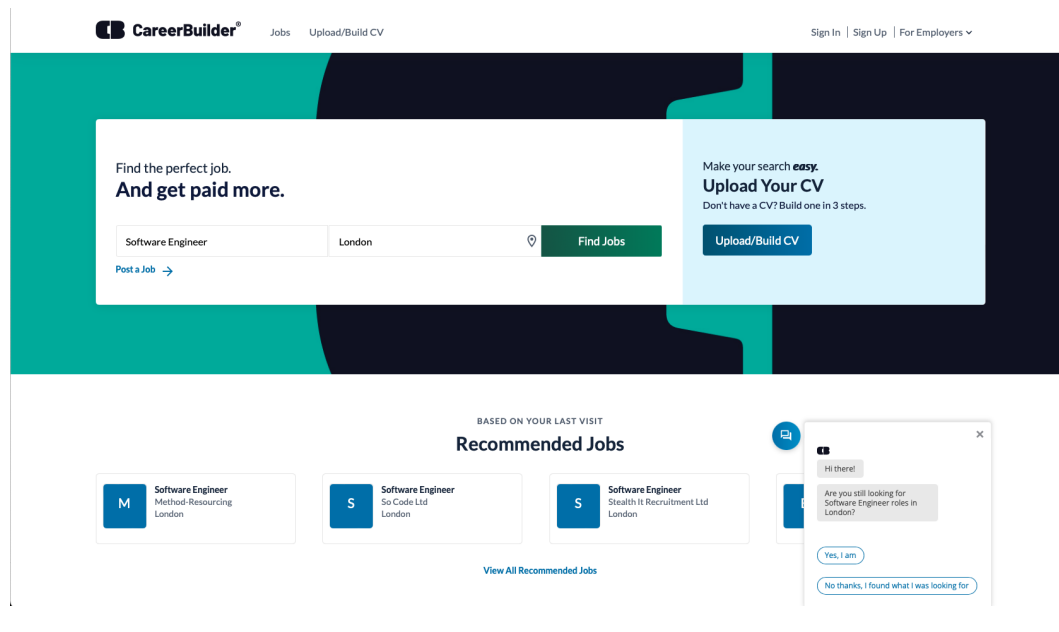 CareerBuilder®
Jobs
Upload/Build CV
Sign In
Sign Up
For Employers
Find the perfect job.
And get paid more.
Software Engineer
London
Find Jobs
Post a Job
Make your search easy.
Upload Your CV
Don't have a CV? Build one in 3 steps.
Upload/Build CV
BASED ON YOUR LAST VISIT
Recommended Jobs
M
Software Engineer
Method-Resourcing
London
S
Software Engineer
So Code Ltd
London
S
Software Engineer
Stealth It Recruitment Ltd
London
View All Recommended Jobs
Hi there!
Are you still looking for
Software Engineer roles in
London?
Yes, I am
No thanks, I found what I was looking for